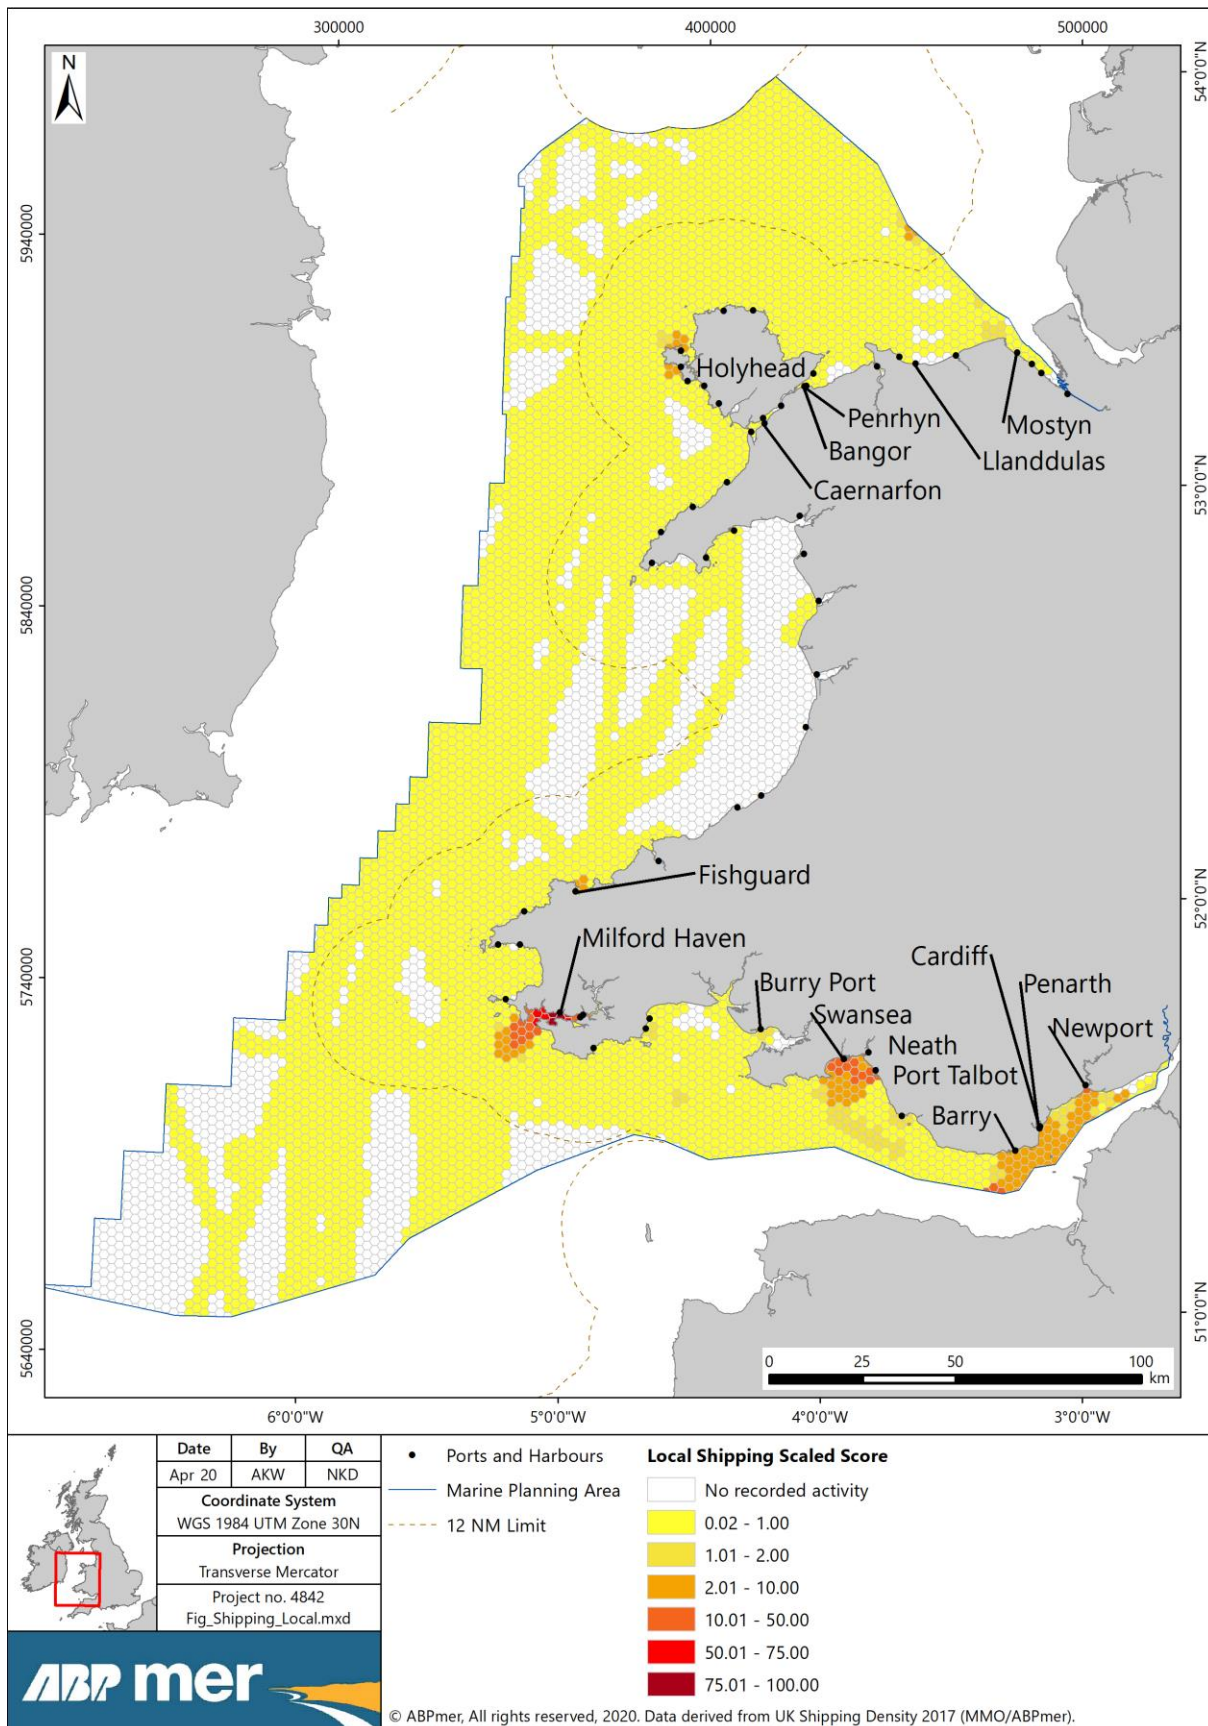 300000
400000
500000
N
54°0'0"N
5940000
Holyhead
Penrhyn
Mostyn
Bangor
Llanddulas
Caernarfon
53°0'0"N
5840000
Fishguard
52°0'0"N
Milford Haven
Cardiff
Penarth
Burry Port
Swansea
Newport
5740000
Neath
Port Talbot
Barry
51°0'0"N
5640000
0 25 50 100
km
6°0'0"W
5°0'0"W
4°0'0"W
3°0'0"W
Date By QA
Apr 20 AKW NKD
Coordinate System
WGS 1984 UTM Zone 30N
Projection
Transverse Mercator
Project no. 4842
Fig_Shipping_Local.mxd
ABPmer
Ports and Harbours
Marine Planning Area
12 NM Limit
Local Shipping Scaled Score
No recorded activity
0.02 - 1.00
1.01 - 2.00
2.01 - 10.00
10.01 - 50.00
50.01 - 75.00
75.01 - 100.00
© ABPmer, All rights reserved, 2020. Data derived from UK Shipping Density 2017 (MMO/ABPmer).